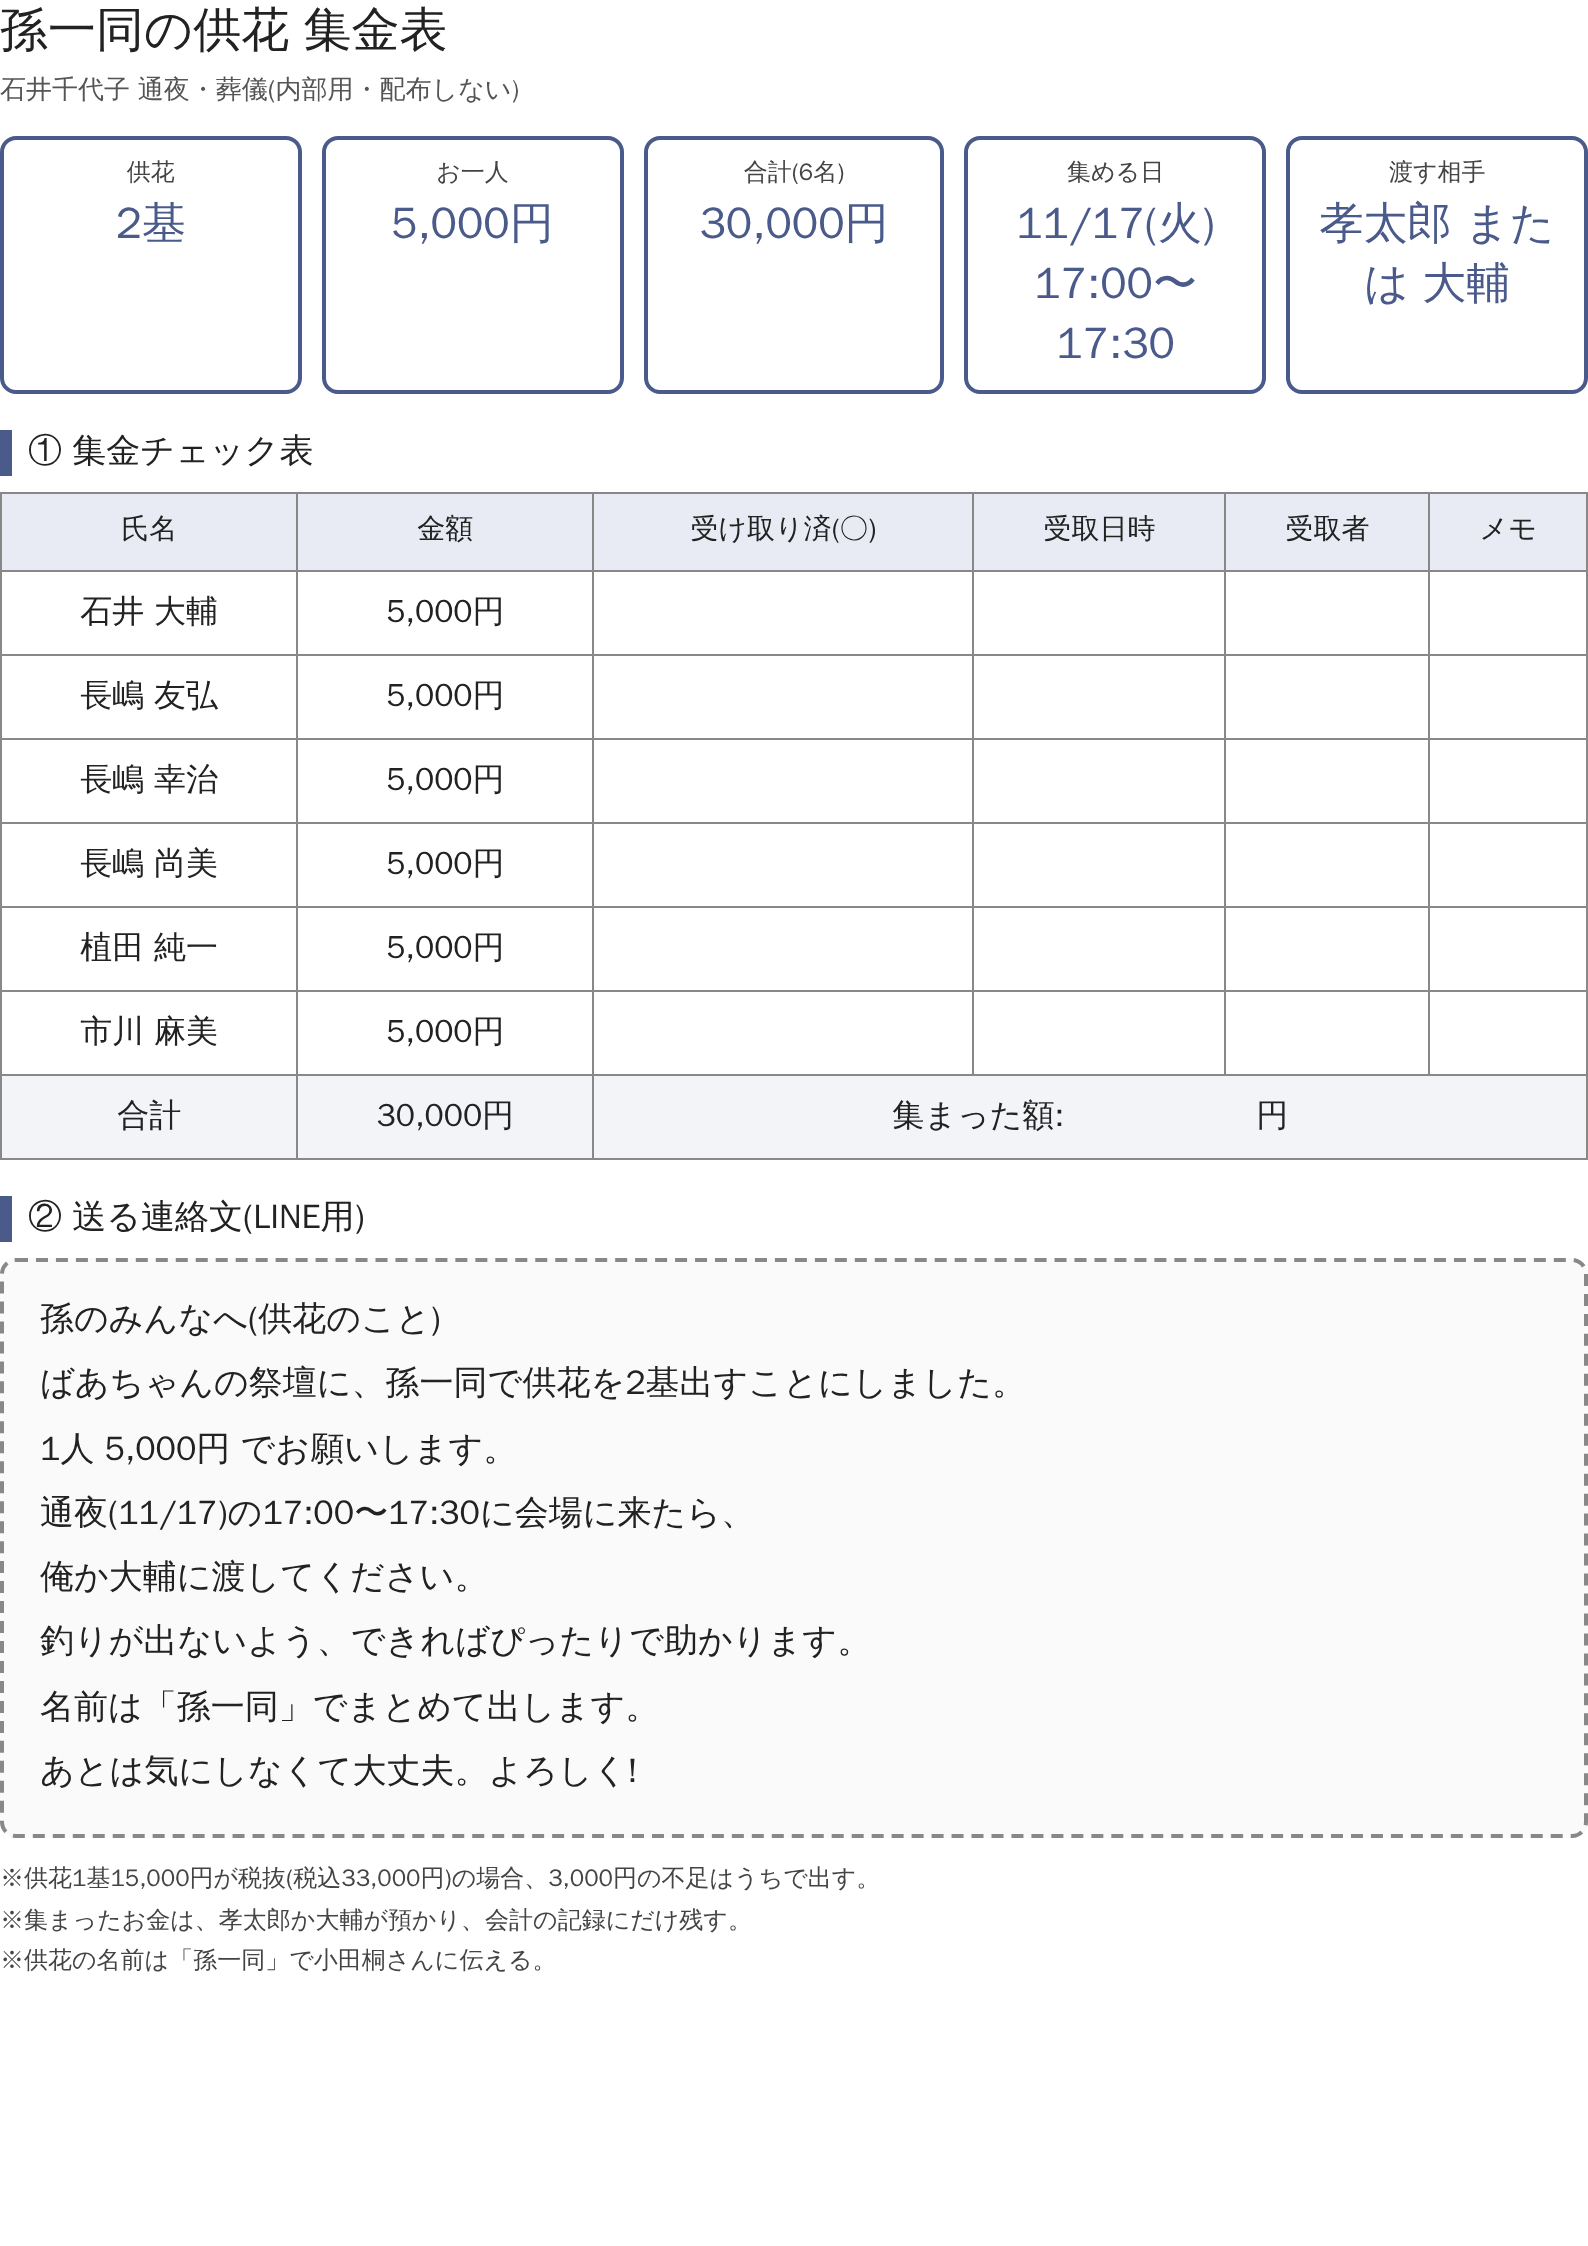 孫一同の供花 集金表
石井千代子 通夜・葬儀(内部用・配布しない)
供花
2基
お一人
5,000円
合計(6名)
30,000円
集める日
11/17(火)
17:00〜
17:30
渡す相手
孝太郎 また
は 大輔
① 集金チェック表
氏名 金額 受け取り済(〇) 受取日時 受取者 メモ
石井 大輔 5,000円
長嶋 友弘 5,000円
長嶋 幸治 5,000円
長嶋 尚美 5,000円
植田 純一 5,000円
市川 麻美 5,000円
合計 30,000円 集まった額: 円
② 送る連絡文(LINE用)
孫のみんなへ(供花のこと)
ばあちゃんの祭壇に、孫一同で供花を2基出すことにしました。
1人 5,000円 でお願いします。
通夜(11/17)の17:00〜17:30に会場に来たら、
俺か大輔に渡してください。
釣りが出ないよう、できればぴったりで助かります。
名前は「孫一同」でまとめて出します。
あとは気にしなくて大丈夫。よろしく!
※供花1基15,000円が税抜(税込33,000円)の場合、3,000円の不足はうちで出す。
※集まったお金は、孝太郎か大輔が預かり、会計の記録にだけ残す。
※供花の名前は「孫一同」で小田桐さんに伝える。